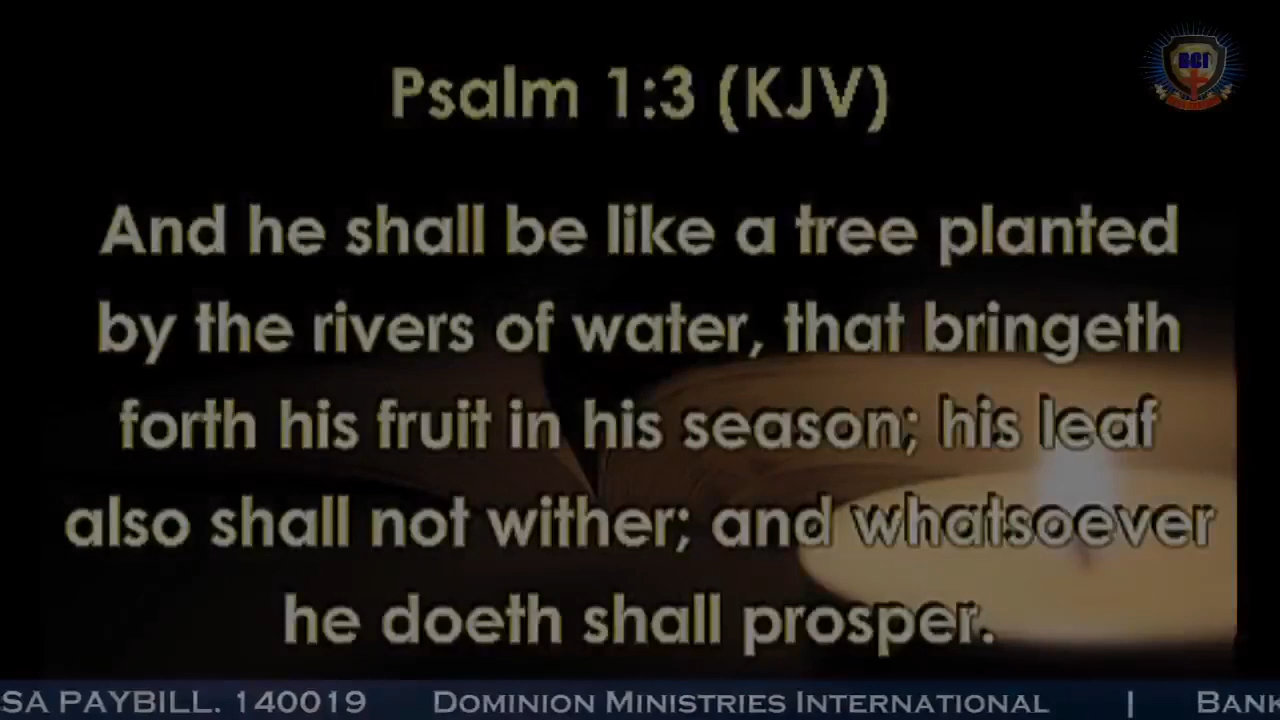 Psalm 1:3 (KJV)
And he shall be like a tree planted
by the rivers of water, that bringeth
forth his fruit in his season; his leaf
also shall not wither; and whatsoever
he doeth shall prosper.
SA PAYBILL. 140019 DOMINION MINISTRIES INTERNATIONAL | BANK